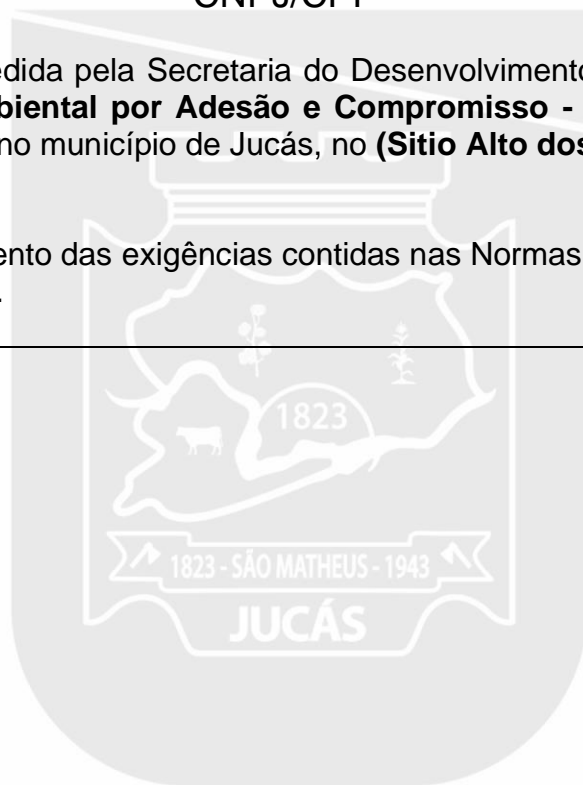 CNPJ/CPF
edida pela Secretaria do Desenvolvimento
biental por Adesão e Compromisso -
no município de Jucás, no (Sitio Alto dos
ento das exigências contidas nas Normas
.
1823
1823 - SÃO MATHEUS - 1943
JUCÁS